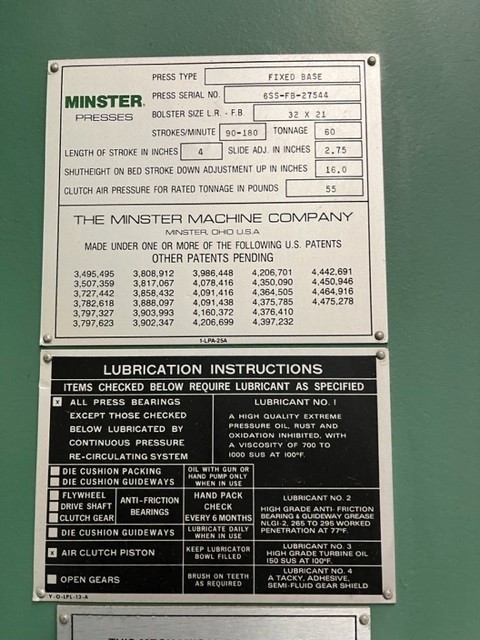 PRESS TYPE FIXED BASE
MINSTER PRESSES
PRESS SERIAL NO. 6SS-FB-27544
BOLSTER SIZE L.R. - F.B. 32 X 21
STROKES/MINUTE 90-180 TONNAGE 60
LENGTH OF STROKE IN INCHES 4 SLIDE ADJ. IN INCHES 2.75
SHUTHEIGHT ON BED STROKE DOWN ADJUSTMENT UP IN INCHES 16.0
CLUTCH AIR PRESSURE FOR RATED TONNAGE IN POUNDS 55
THE MINSTER MACHINE COMPANY
MINSTER, OHIO U.S.A
MADE UNDER ONE OR MORE OF THE FOLLOWING U.S. PATENTS
OTHER PATENTS PENDING
3,495,495 3,808,912 3,986,448 4,206,701 4,442,691
3,507,359 3,817,067 4,078,416 4,350,090 4,450,946
3,727,442 3,858,432 4,091,416 4,364,505 4,464,916
3,782,618 3,888,097 4,091,438 4,375,785 4,475,278
3,797,327 3,903,993 4,160,372 4,376,410
3,797,623 3,902,347 4,206,699 4,397,232
1-LPA-25A
LUBRICATION INSTRUCTIONS
ITEMS CHECKED BELOW REQUIRE LUBRICANT AS SPECIFIED
X ALL PRESS BEARINGS
EXCEPT THOSE CHECKED
BELOW LUBRICATED BY
CONTINUOUS PRESSURE
RE-CIRCULATING SYSTEM
LUBRICANT NO. 1
A HIGH QUALITY EXTREME
PRESSURE OIL, RUST AND
OXIDATION INHIBITED, WITH
A VISCOSITY OF 700 TO
1000 SUS AT 100°F.
DIE CUSHION PACKING
DIE CUSHION GUIDEWAYS
OIL WITH GUN OR
HAND PUMP ONLY
WHEN IN USE
FLYWHEEL
DRIVE SHAFT
CLUTCH GEAR
ANTI-FRICTION
BEARINGS
HAND PACK
CHECK
EVERY 6 MONTHS
DIE CUSHION GUIDEWAYS
LUBRICATE DAILY
WHEN IN USE
LUBRICANT NO. 2
HIGH GRADE ANTI- FRICTION
BEARING & GUIDEWAY GREASE
NLGI-2, 265 TO 295 WORKED
PENETRATION AT 77°F.
X AIR CLUTCH PISTON
KEEP LUBRICATOR
BOWL FILLED
LUBRICANT NO. 3
HIGH GRADE TURBINE OIL
150 SUS AT 100°F.
OPEN GEARS
BRUSH ON TEETH
AS REQUIRED
LUBRICANT NO. 4
A TACKY, ADHESIVE,
SEMI-FLUID GEAR SHIELD
Y-O-LPL-13-A